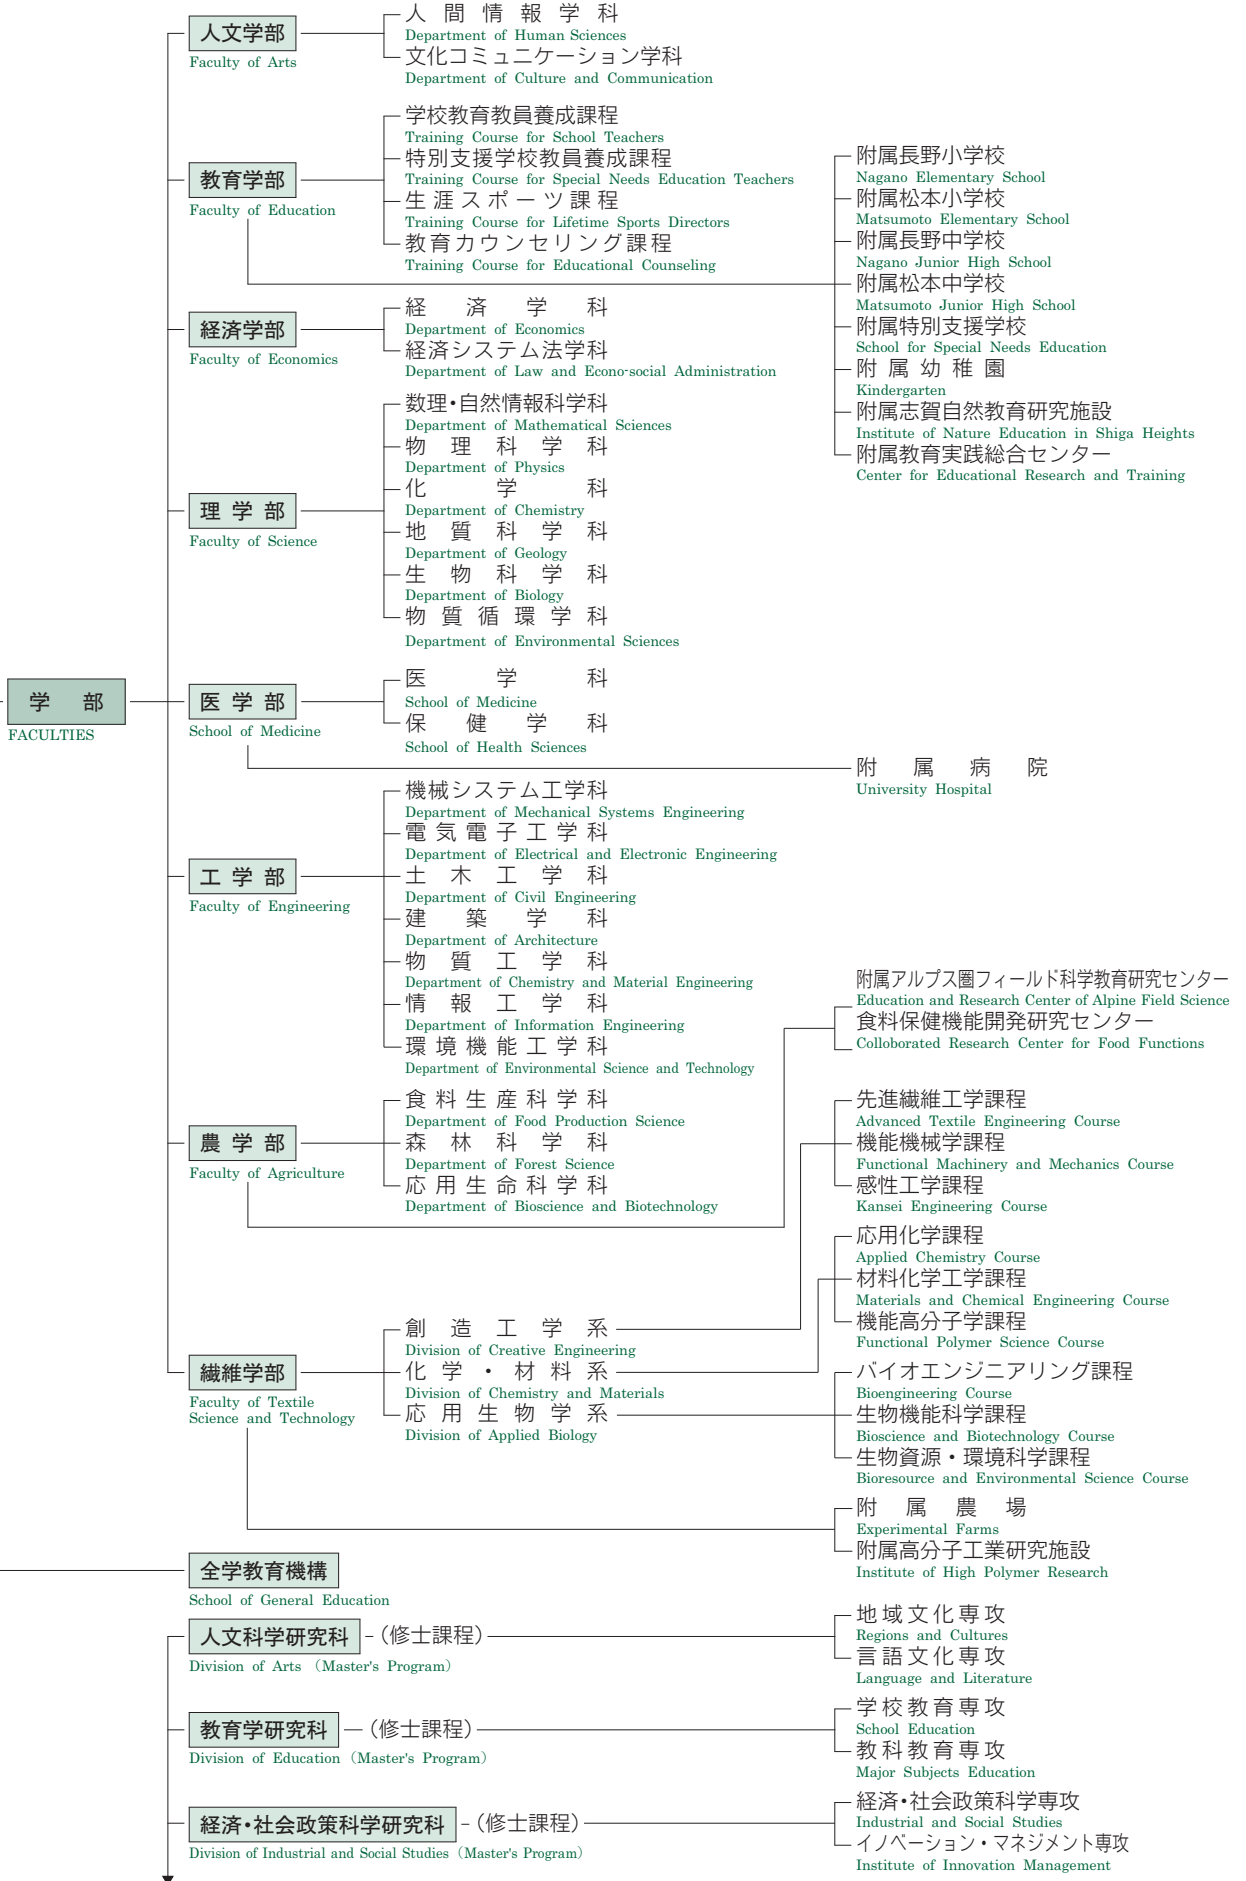 学部
FACULTIES
人文学部
Faculty of Arts
人間情報学科
Department of Human Sciences
文化コミュニケーション学科
Department of Culture and Communication
教育学部
Faculty of Education
学校教育教員養成課程
Training Course for School Teachers
特別支援学校教員養成課程
Training Course for Special Needs Education Teachers
生涯スポーツ課程
Training Course for Lifetime Sports Directors
教育カウンセリング課程
Training Course for Educational Counseling
附属長野小学校
Nagano Elementary School
附属松本小学校
Matsumoto Elementary School
附属長野中学校
Nagano Junior High School
附属松本中学校
Matsumoto Junior High School
附属特別支援学校
School for Special Needs Education
附属幼稚園
Kindergarten
附属志賀自然教育研究施設
Institute of Nature Education in Shiga Heights
附属教育実践総合センター
Center for Educational Research and Training
経済学部
Faculty of Economics
経済学科
Department of Economics
経済システム法学科
Department of Law and Econo-social Administration
理学部
Faculty of Science
数理・自然情報科学科
Department of Mathematical Sciences
物理科学科
Department of Physics
化学科
Department of Chemistry
地質科学科
Department of Geology
生物科学科
Department of Biology
物質循環学科
Department of Environmental Sciences
医学部
School of Medicine
医学科
School of Medicine
保健学科
School of Health Sciences
附属病院
University Hospital
工学部
Faculty of Engineering
機械システム工学科
Department of Mechanical Systems Engineering
電気電子工学科
Department of Electrical and Electronic Engineering
土木工学科
Department of Civil Engineering
建築学科
Department of Architecture
物質工学科
Department of Chemistry and Material Engineering
情報工学科
Department of Information Engineering
環境機能工学科
Department of Environmental Science and Technology
農学部
Faculty of Agriculture
食料生産科学科
Department of Food Production Science
森林科学科
Department of Forest Science
応用生命科学科
Department of Bioscience and Biotechnology
附属アルプス圏フィールド科学教育研究センター
Education and Research Center of Alpine Field Science
食料保健機能開発研究センター
Colloborated Research Center for Food Functions
繊維学部
Faculty of Textile
Science and Technology
創造工学系
Division of Creative Engineering
化学・材料系
Division of Chemistry and Materials
応用生物学系
Division of Applied Biology
先進繊維工学課程
Advanced Textile Engineering Course
機能機械学課程
Functional Machinery and Mechanics Course
感性工学課程
Kansei Engineering Course
応用化学課程
Applied Chemistry Course
材料化学工学課程
Materials and Chemical Engineering Course
機能高分子学課程
Functional Polymer Science Course
バイオエンジニアリング課程
Bioengineering Course
生物機能科学課程
Bioscience and Biotechnology Course
生物資源・環境科学課程
Bioresource and Environmental Science Course
附属農場
Experimental Farms
附属高分子工業研究施設
Institute of High Polymer Research
全学教育機構
School of General Education
人文科学研究科（修士課程）
Division of Arts （Master's Program）
地域文化専攻
Regions and Cultures
言語文化専攻
Language and Literature
教育学研究科（修士課程）
Division of Education（Master's Program）
学校教育専攻
School Education
教科教育専攻
Major Subjects Education
経済・社会政策科学研究科（修士課程）
Division of Industrial and Social Studies（Master's Program）
経済・社会政策科学専攻
Industrial and Social Studies
イノベーション・マネジメント専攻
Institute of Innovation Management